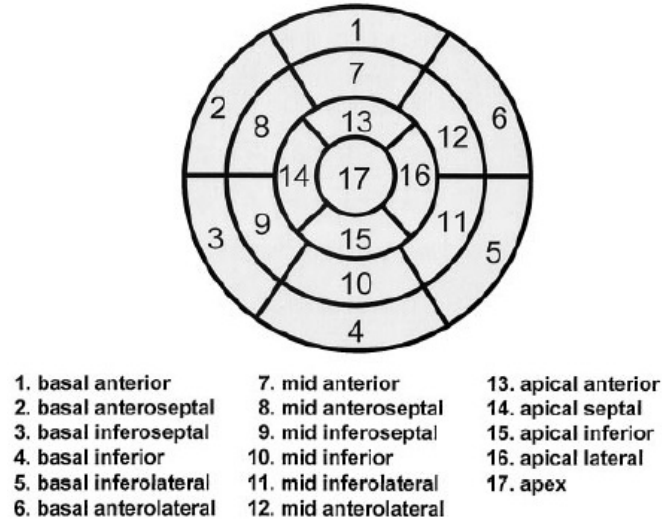 1
7
2
6
8
12
13
14
17
16
9
11
3
15
5
10
4
1. basal anterior
2. basal anteroseptal
3. basal inferoseptal
4. basal inferior
5. basal inferolateral
6. basal anterolateral
7. mid anterior
8. mid anteroseptal
9. mid inferoseptal
10. mid inferior
11. mid inferolateral
12. mid anterolateral
13. apical anterior
14. apical septal
15. apical inferior
16. apical lateral
17. apex